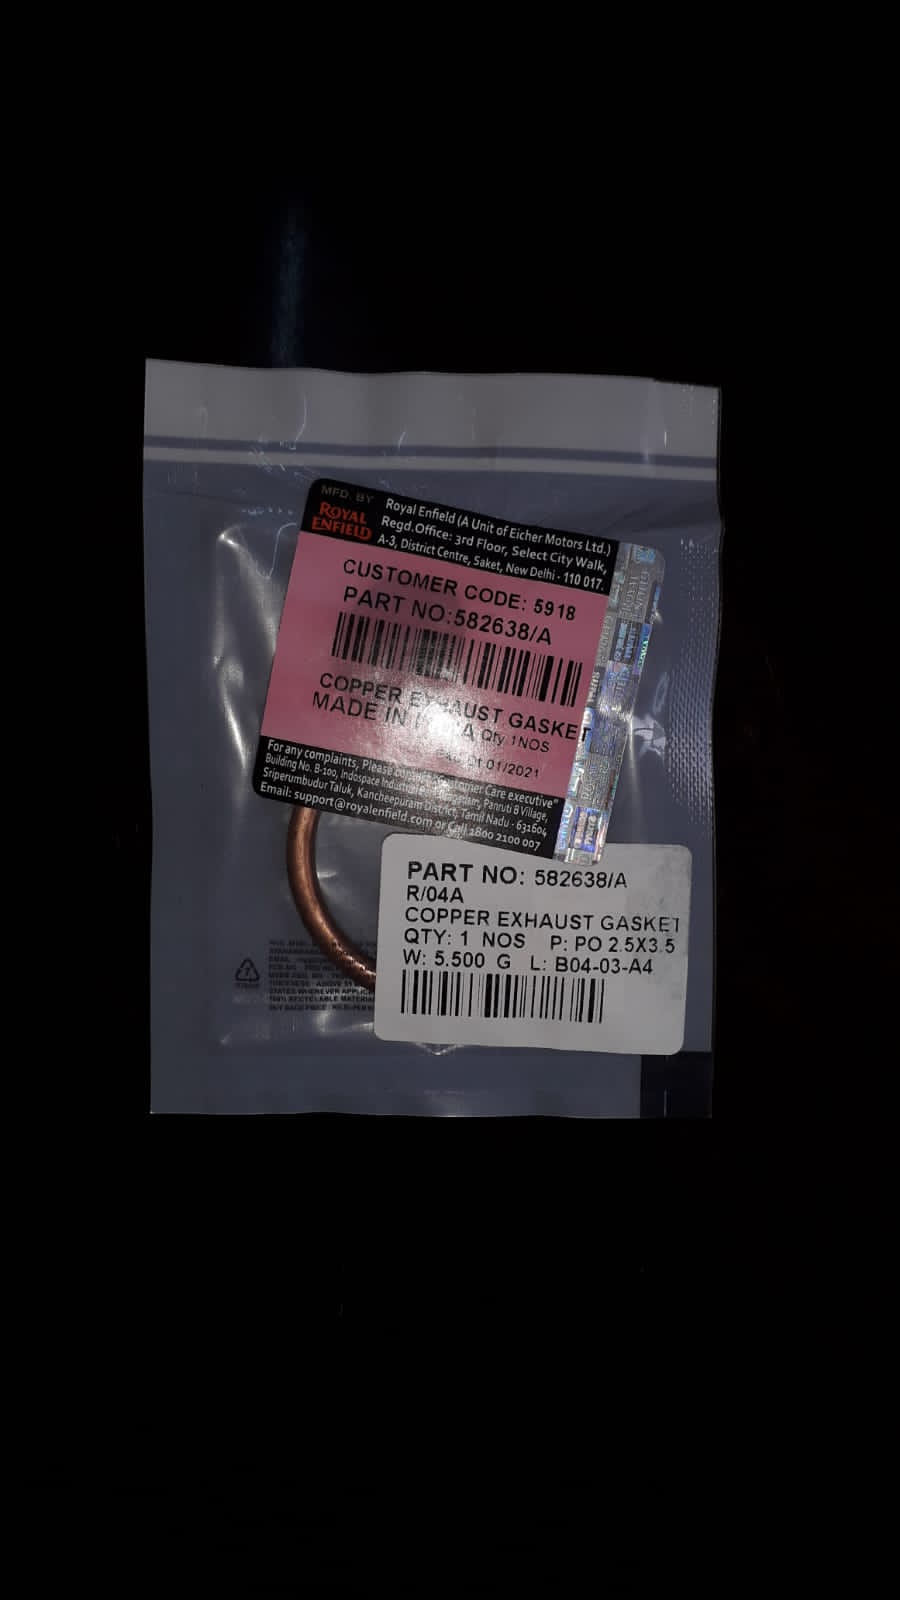 MFD. BY
ROYAL
ENFIELD
Royal Enfield (A Unit of Eicher Motors Ltd.)
Regd.Office: 3rd Floor, Select City Walk,
A-3, District Centre, Saket, New Delhi - 110 017.
CUSTOMER CODE: 5918
PART NO:582638/A
COPPER EXHAUST GASKET
MADE IN
Qty 1NOS
01/2021
For any complaints, Please Customer Care executive"
Building No. B-100, Indospace Panruti B Village,
Sriperumbudur Taluk, Kancheepuram District, Tamil Nadu - 631604
Email: support@royalenfield.com or Call 1800 2100 007
PART NO: 582638/A
R/04A
COPPER EXHAUST GASKET
QTY: 1 NOS P: PO 2.5X3.5
W: 5.500 G L: B04-03-A4